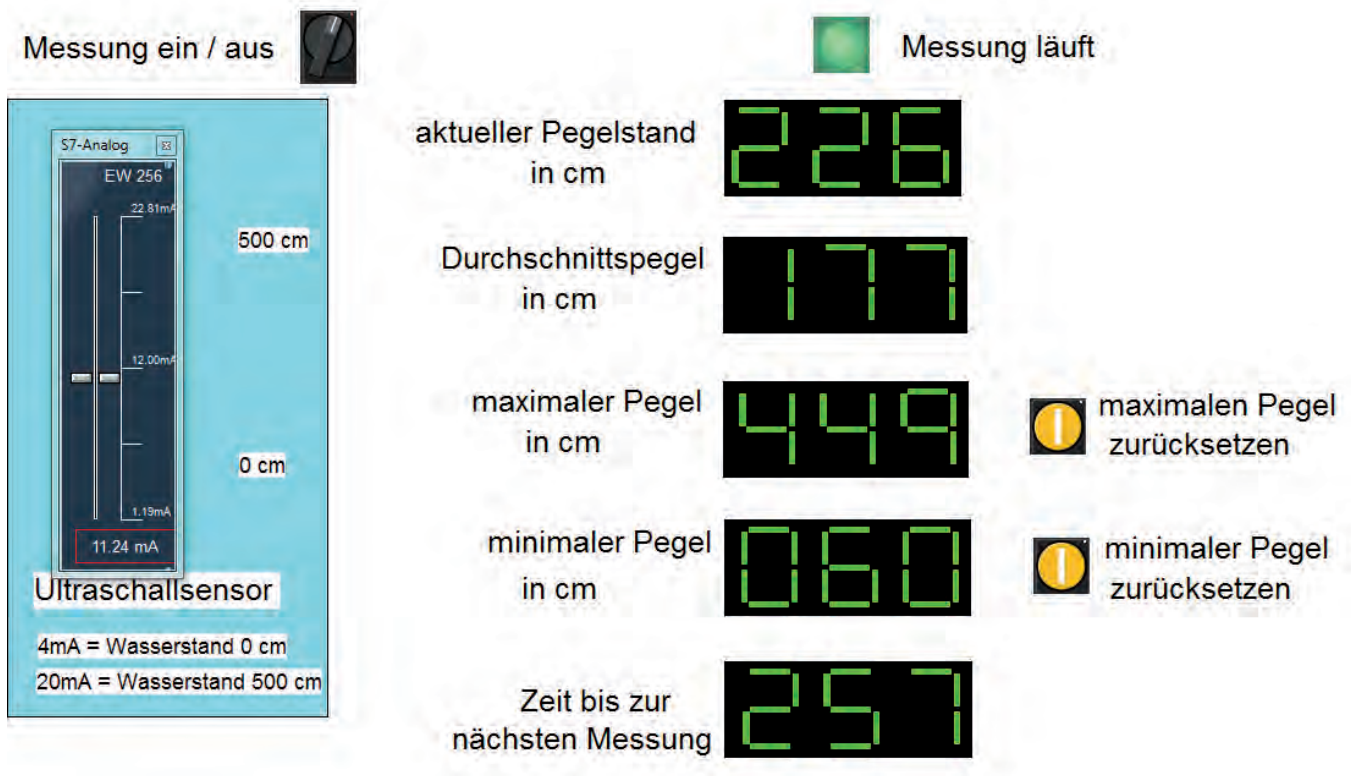 Messung ein / aus
Messung läuft
S7-Analog
EW 256
22.81mA
12.00mA
1.19mA
11.24 mA
500 cm
0 cm
Ultraschallsensor
4mA = Wasserstand 0 cm
20mA = Wasserstand 500 cm
aktueller Pegelstand
in cm
226
Durchschnittspegel
in cm
177
maximaler Pegel
in cm
449
maximalen Pegel
zurücksetzen
minimaler Pegel
in cm
060
minimaler Pegel
zurücksetzen
Zeit bis zur
nächsten Messung
257